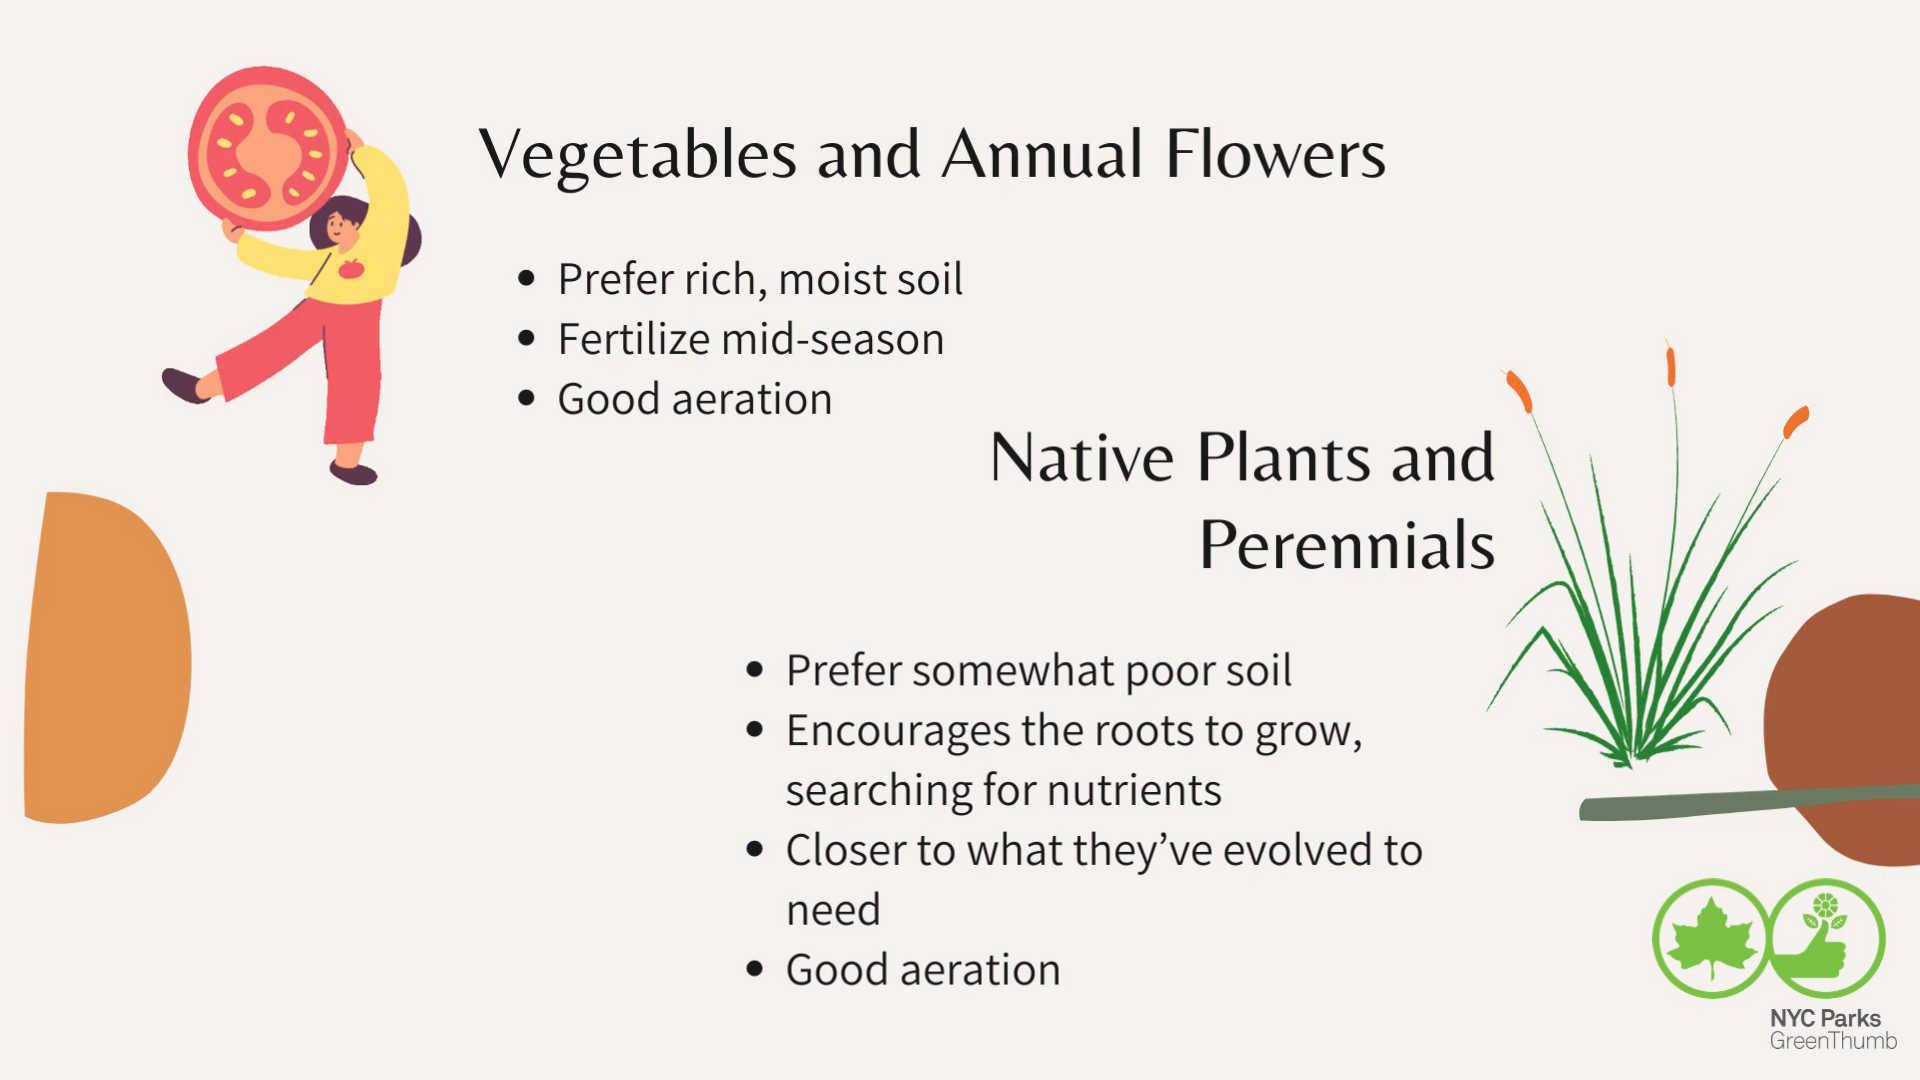 Vegetables and Annual Flowers
• Prefer rich, moist soil
• Fertilize mid-season
• Good aeration
Native Plants and
Perennials
• Prefer somewhat poor soil
• Encourages the roots to grow,
searching for nutrients
• Closer to what they’ve evolved to
need
• Good aeration
NYC Parks
GreenThumb